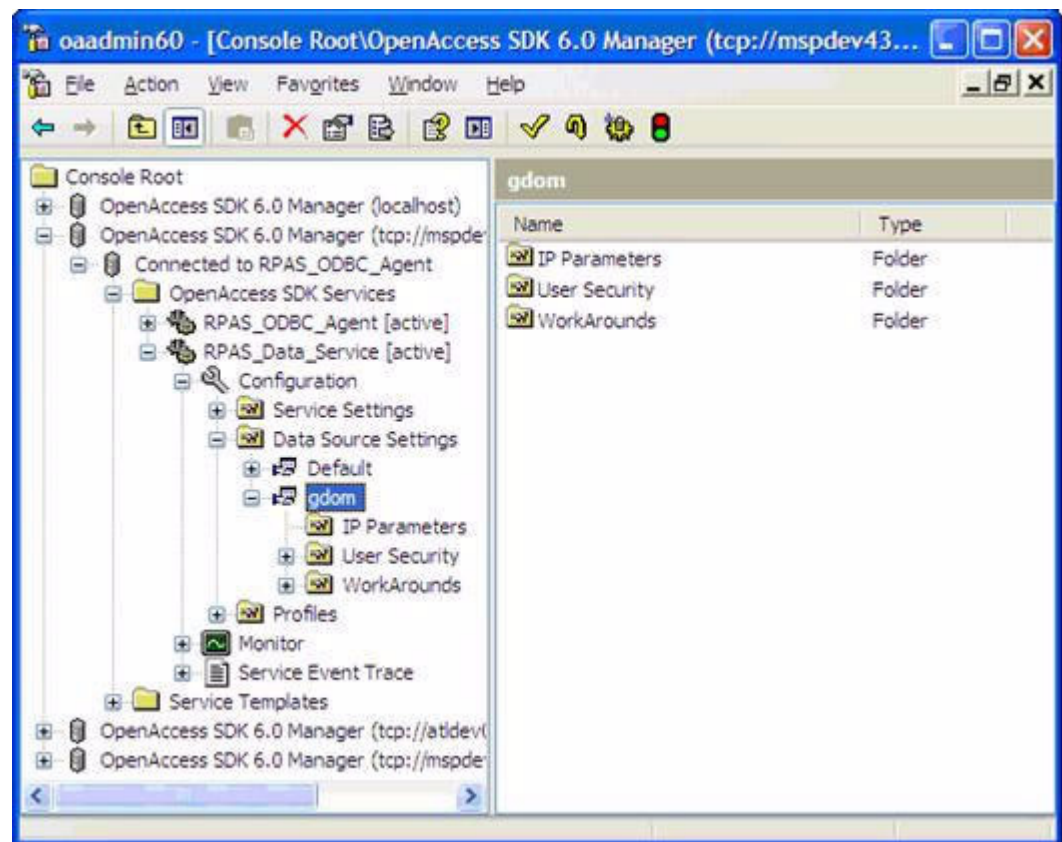 oaadmin60 - [Console Root\OpenAccess SDK 6.0 Manager (tcp://mspdev43...
File Action View Favorites Window Help
Console Root
OpenAccess SDK 6.0 Manager (localhost)
OpenAccess SDK 6.0 Manager (tcp://mspde
Connected to RPAS_ODBC_Agent
OpenAccess SDK Services
RPAS_ODBC_Agent [active]
RPAS_Data_Service [active]
Configuration
Service Settings
Data Source Settings
Default
gdom
IP Parameters
User Security
WorkArounds
Profiles
Monitor
Service Event Trace
Service Templates
OpenAccess SDK 6.0 Manager (tcp://atldev(
OpenAccess SDK 6.0 Manager (tcp://mspde
gdom
Name Type
IP Parameters Folder
User Security Folder
WorkArounds Folder